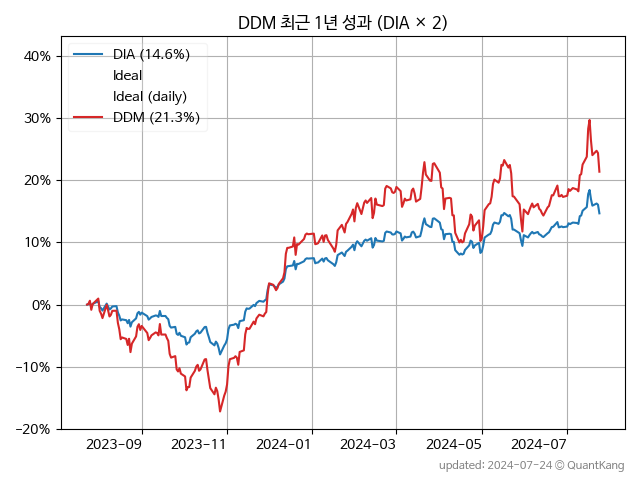 DDM 최근 1년 성과 (DIA × 2)
DIA (14.6%)
Ideal
Ideal (daily)
DDM (21.3%)
40%
30%
20%
10%
0%
−10%
−20%
2023−09
2023−11
2024−01
2024−03
2024−05
2024−07
updated: 2024-07-24 © QuantKang